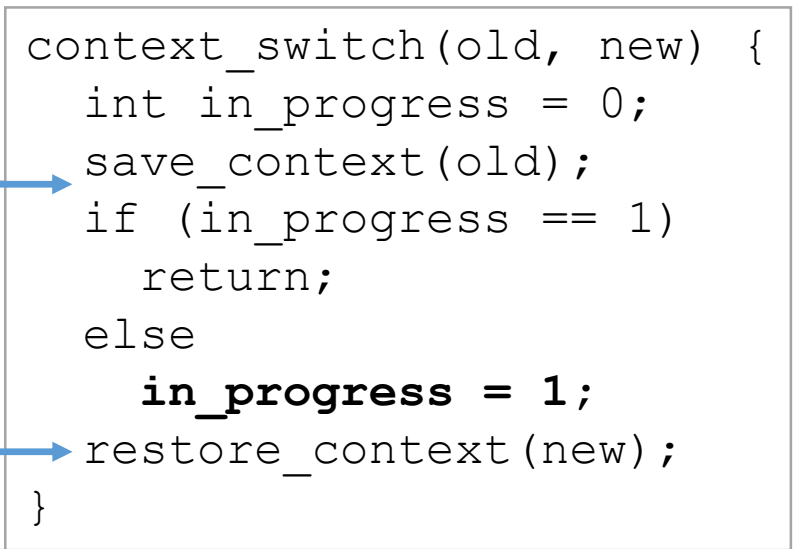 context_switch(old, new) {
int in_progress = 0;
save_context(old);
if (in_progress == 1)
return;
else
in_progress = 1;
restore_context(new);
}